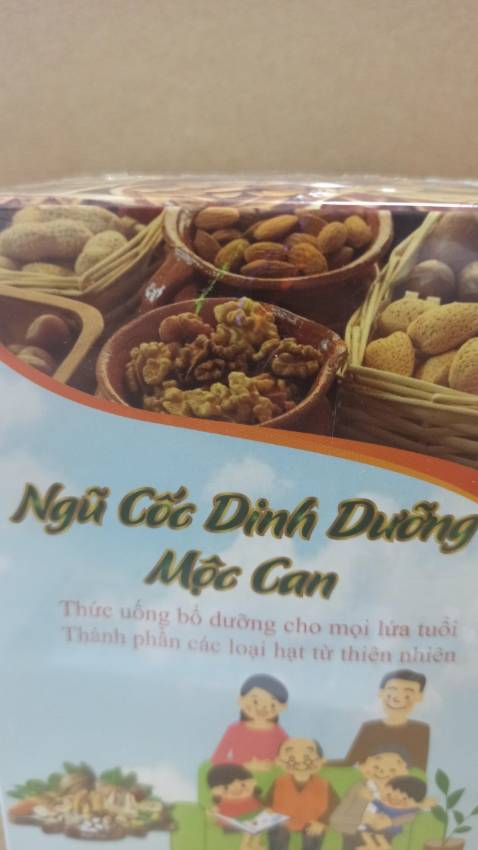 Ngũ Cốc Dinh Dưỡng
Mộc Can
Thức uống bổ dưỡng cho mọi lứa tuổi
Thành phần các loại hạt từ thiên nhiên